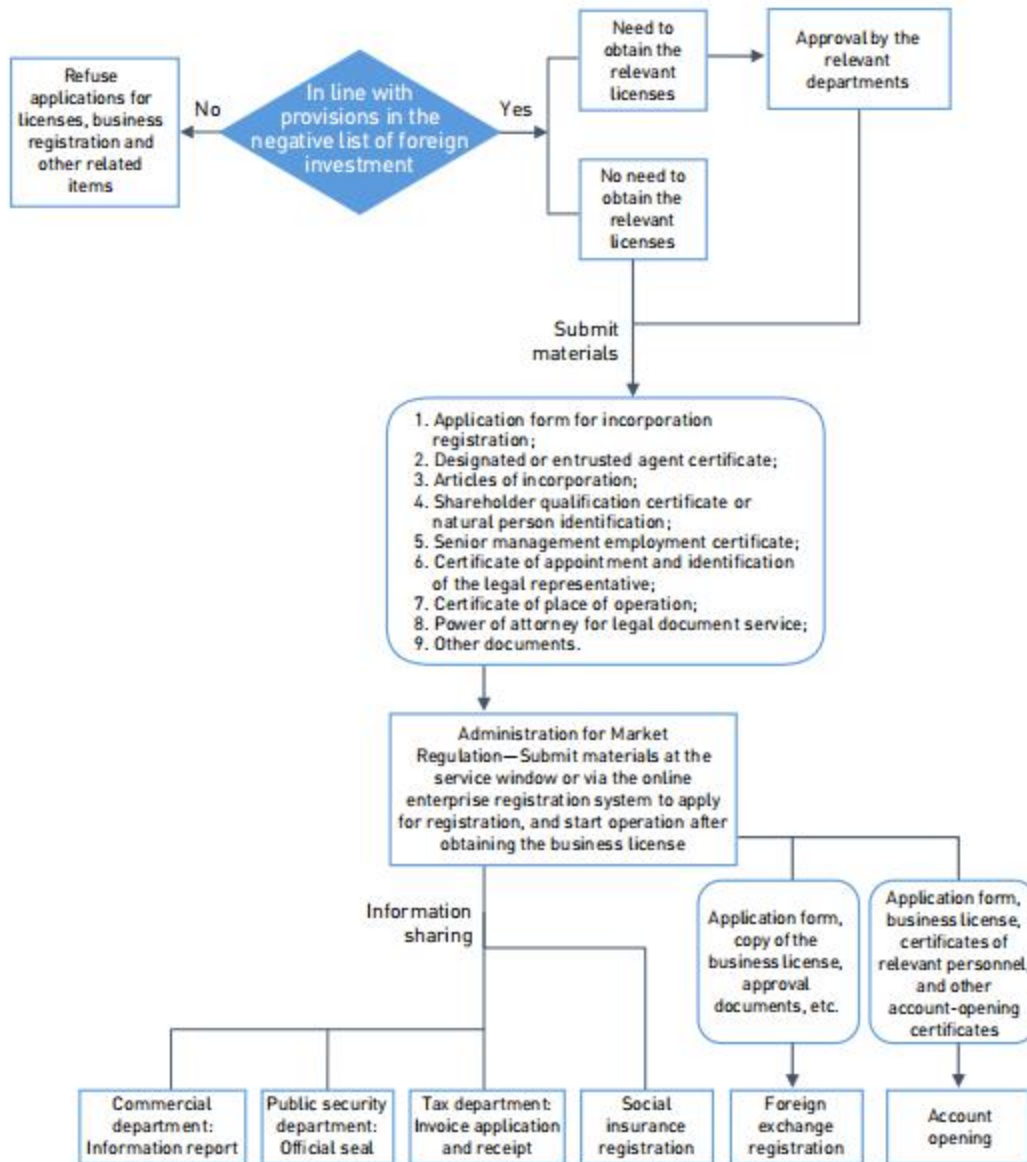 Refuse
applications for
licenses, business
registration and
other related
items
No
In line with
provisions in the
negative list of foreign
investment
Yes
Need to
obtain the
relevant
licenses
Approval by the
relevant
departments
No need to
obtain the
relevant
licenses
Submit
materials
1. Application form for incorporation
registration;
2. Designated or entrusted agent certificate;
3. Articles of incorporation;
4. Shareholder qualification certificate or
natural person identification;
5. Senior management employment certificate;
6. Certificate of appointment and identification
of the legal representative;
7. Certificate of place of operation;
8. Power of attorney for legal document service;
9. Other documents.
Administration for Market
Regulation—Submit materials at the
service window or via the online
enterprise registration system to apply
for registration, and start operation after
obtaining the business license
Information
sharing
Application form,
copy of the
business license,
approval
documents, etc.
Application form,
business license,
certificates of
relevant personnel,
and other
account-opening
certificates
Commercial
department:
Information report
Public security
department:
Official seal
Tax department:
Invoice application
and receipt
Social
insurance
registration
Foreign
exchange
registration
Account
opening